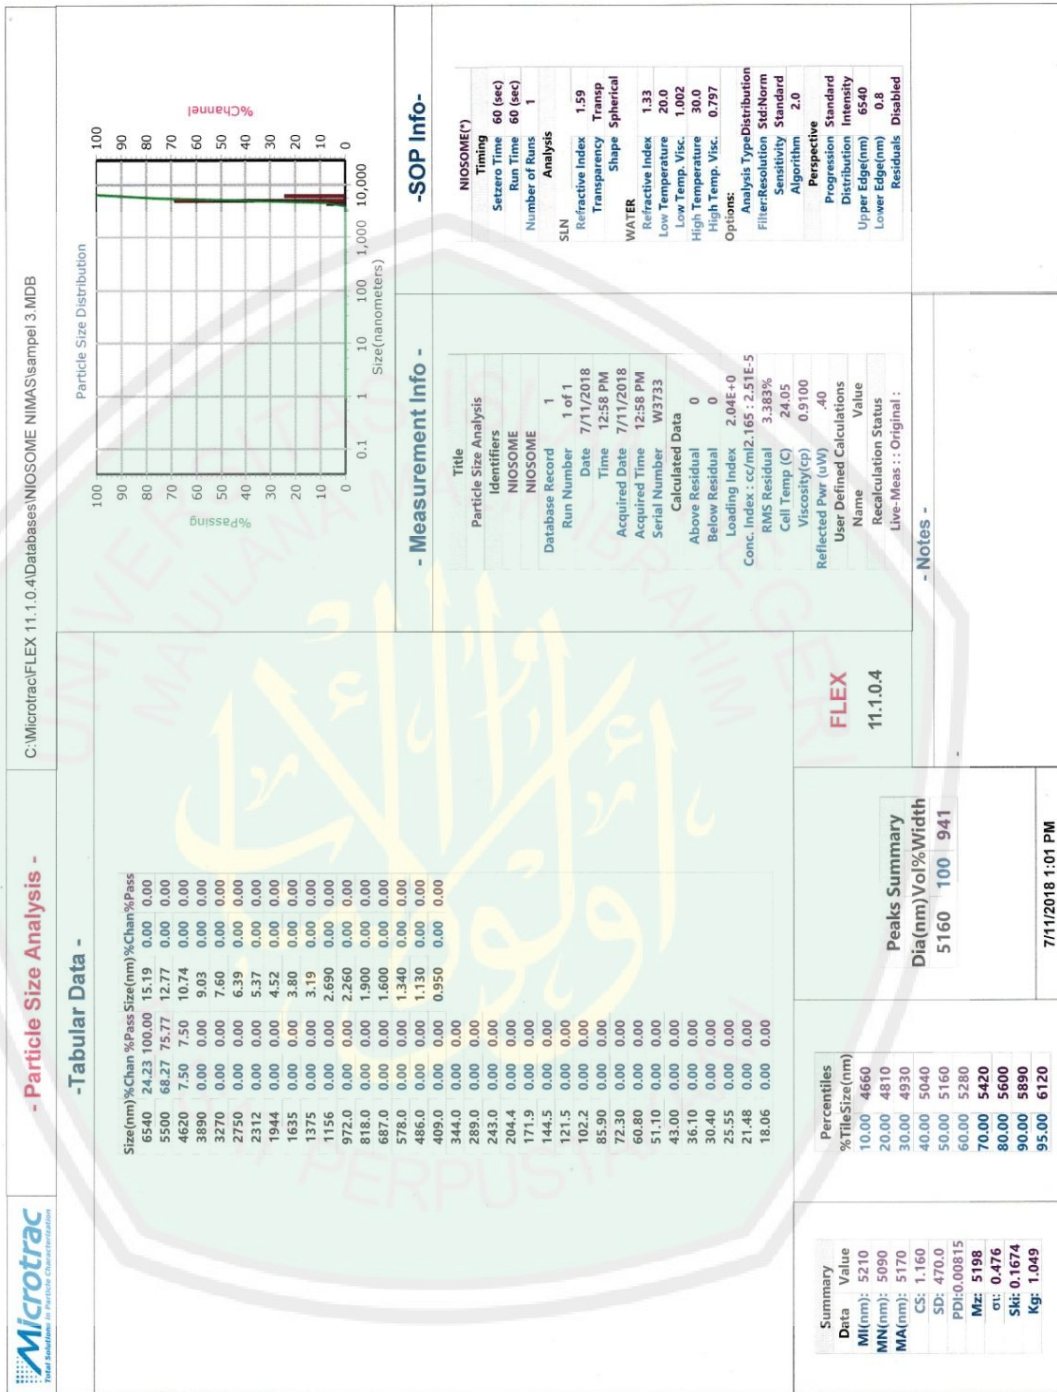 Microtrac
Total Solutions in Particle Characterization
- Particle Size Analysis -
C:\Microtrac\FLEX 11.1.0.4\Databases\NIOSOME NIMAS\sampel 3.MDB
-Tabular Data -
Size(nm) %Chan %Pass Size(nm) %Chan %Pass
6540 24.23 100.00 15.19 0.00 0.00
5500 68.27 75.77 12.77 0.00 0.00
4620 7.50 7.50 10.74 0.00 0.00
3890 0.00 0.00 9.03 0.00 0.00
3270 0.00 0.00 7.60 0.00 0.00
2750 0.00 0.00 6.39 0.00 0.00
2312 0.00 0.00 5.37 0.00 0.00
1944 0.00 0.00 4.52 0.00 0.00
1635 0.00 0.00 3.80 0.00 0.00
1375 0.00 0.00 3.19 0.00 0.00
1156 0.00 0.00 2.690 0.00 0.00
972.0 0.00 0.00 2.260 0.00 0.00
818.0 0.00 0.00 1.900 0.00 0.00
687.0 0.00 0.00 1.600 0.00 0.00
578.0 0.00 0.00 1.340 0.00 0.00
486.0 0.00 0.00 1.130 0.00 0.00
409.0 0.00 0.00 0.950 0.00 0.00
344.0 0.00 0.00
289.0 0.00 0.00
243.0 0.00 0.00
204.4 0.00 0.00
171.9 0.00 0.00
144.5 0.00 0.00
121.5 0.00 0.00
102.2 0.00 0.00
85.90 0.00 0.00
72.30 0.00 0.00
60.80 0.00 0.00
51.10 0.00 0.00
43.00 0.00 0.00
36.10 0.00 0.00
30.40 0.00 0.00
25.55 0.00 0.00
21.48 0.00 0.00
18.06 0.00 0.00
Particle Size Distribution
%Passing
100
90
80
70
60
50
40
30
20
10
0
0.1 1 10 100 1,000 10,000
Size(nanometers)
100
90
80
70
60
50
40
30
20
10
0
%Channel
- Measurement Info -
Title
Particle Size Analysis
Identifiers
NIOSOME
NIOSOME
Database Record 1
Run Number 1 of 1
Date 7/11/2018
Time 12:58 PM
Acquired Date 7/11/2018
Acquired Time 12:58 PM
Serial Number W3733
Calculated Data
Above Residual 0
Below Residual 0
Loading Index 2.04E+0
Conc. Index : cc/ml2.165 : 2.51E-5
RMS Residual 3.383%
Cell Temp (C) 24.05
Viscosity(cp) 0.9100
Reflected Pwr (uW) .40
User Defined Calculations
Name Value
Recalculation Status
Live-Meas : : Original :
-SOP Info-
NIOSOME(*)
Timing
Setzero Time 60 (sec)
Run Time 60 (sec)
Number of Runs 1
Analysis
SLN
Refractive Index 1.59
Transparency Transp
Shape Spherical
WATER
Refractive Index 1.33
Low Temperature 20.0
Low Temp. Visc. 1.002
High Temperature 30.0
High Temp. Visc. 0.797
Options:
Analysis TypeDistribution
Filter:Resolution Std:Norm
Sensitivity Standard
Algorithm 2.0
Perspective
Progression Standard
Distribution Intensity
Upper Edge(nm) 6540
Lower Edge(nm) 0.8
Residuals Disabled
Summary
Data Value
MI(nm): 5210
MN(nm): 5090
MA(nm): 5170
CS: 1.160
SD: 470.0
PDI:0.00815
Mz: 5198
σı: 0.476
Ski: 0.1674
Kg: 1.049
Percentiles
%TileSize(nm)
10.00 4660
20.00 4810
30.00 4930
40.00 5040
50.00 5160
60.00 5280
70.00 5420
80.00 5600
90.00 5890
95.00 6120
Peaks Summary
Dia(nm)Vol%Width
5160 100 941
FLEX
11.1.0.4
- Notes -
-
7/11/2018 1:01 PM
PERPUSTA